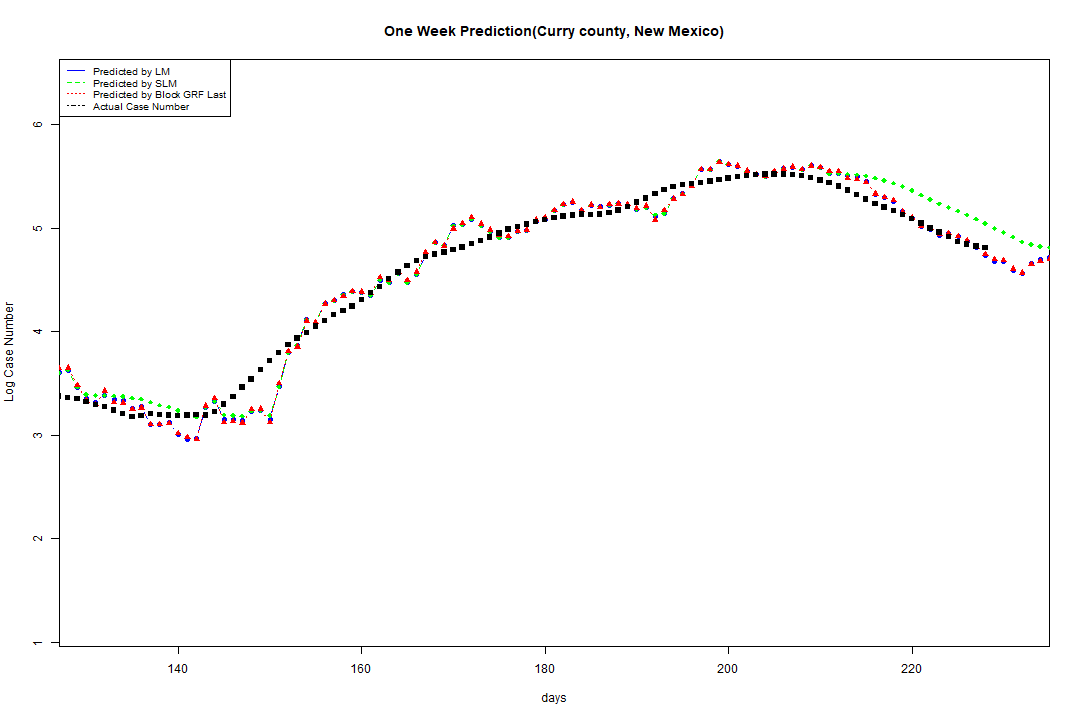 One Week Prediction(Curry county, New Mexico)
Predicted by LM
Predicted by SLM
Predicted by Block GRF Last
Actual Case Number
6
5
4
3
2
1
Log Case Number
140 160 180 200 220
days